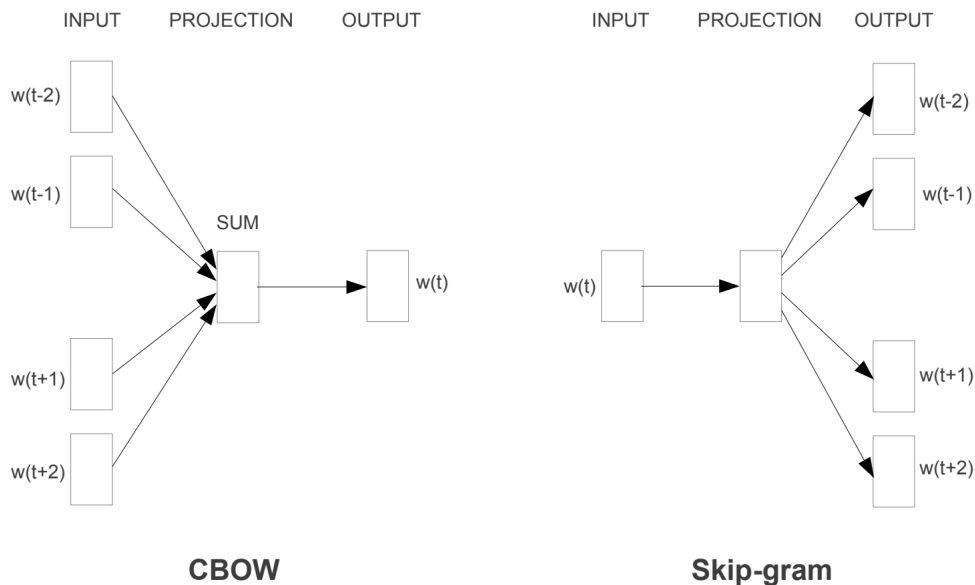 INPUT PROJECTION OUTPUT
w(t-2)
w(t-1)
SUM
w(t)
w(t+1)
w(t+2)
CBOW
INPUT PROJECTION OUTPUT
w(t-2)
w(t-1)
w(t)
w(t+1)
w(t+2)
Skip-gram